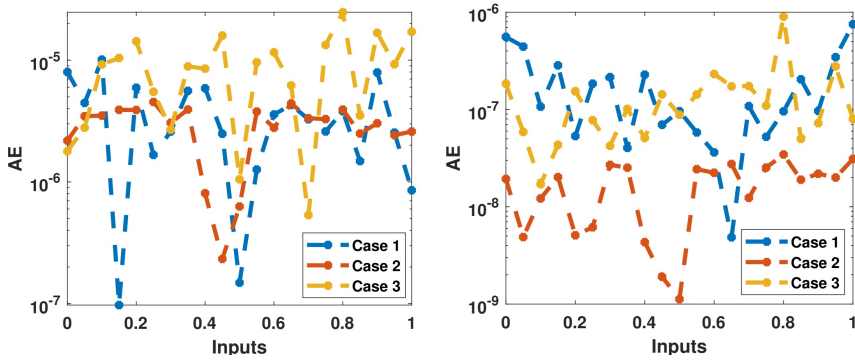 10^-5
10^-6
10^-7
AE
0 0.2 0.4 0.6 0.8 1
Inputs
Case 1
Case 2
Case 3
10^-6
10^-7
10^-8
10^-9
AE
0 0.2 0.4 0.6 0.8 1
Inputs
Case 1
Case 2
Case 3